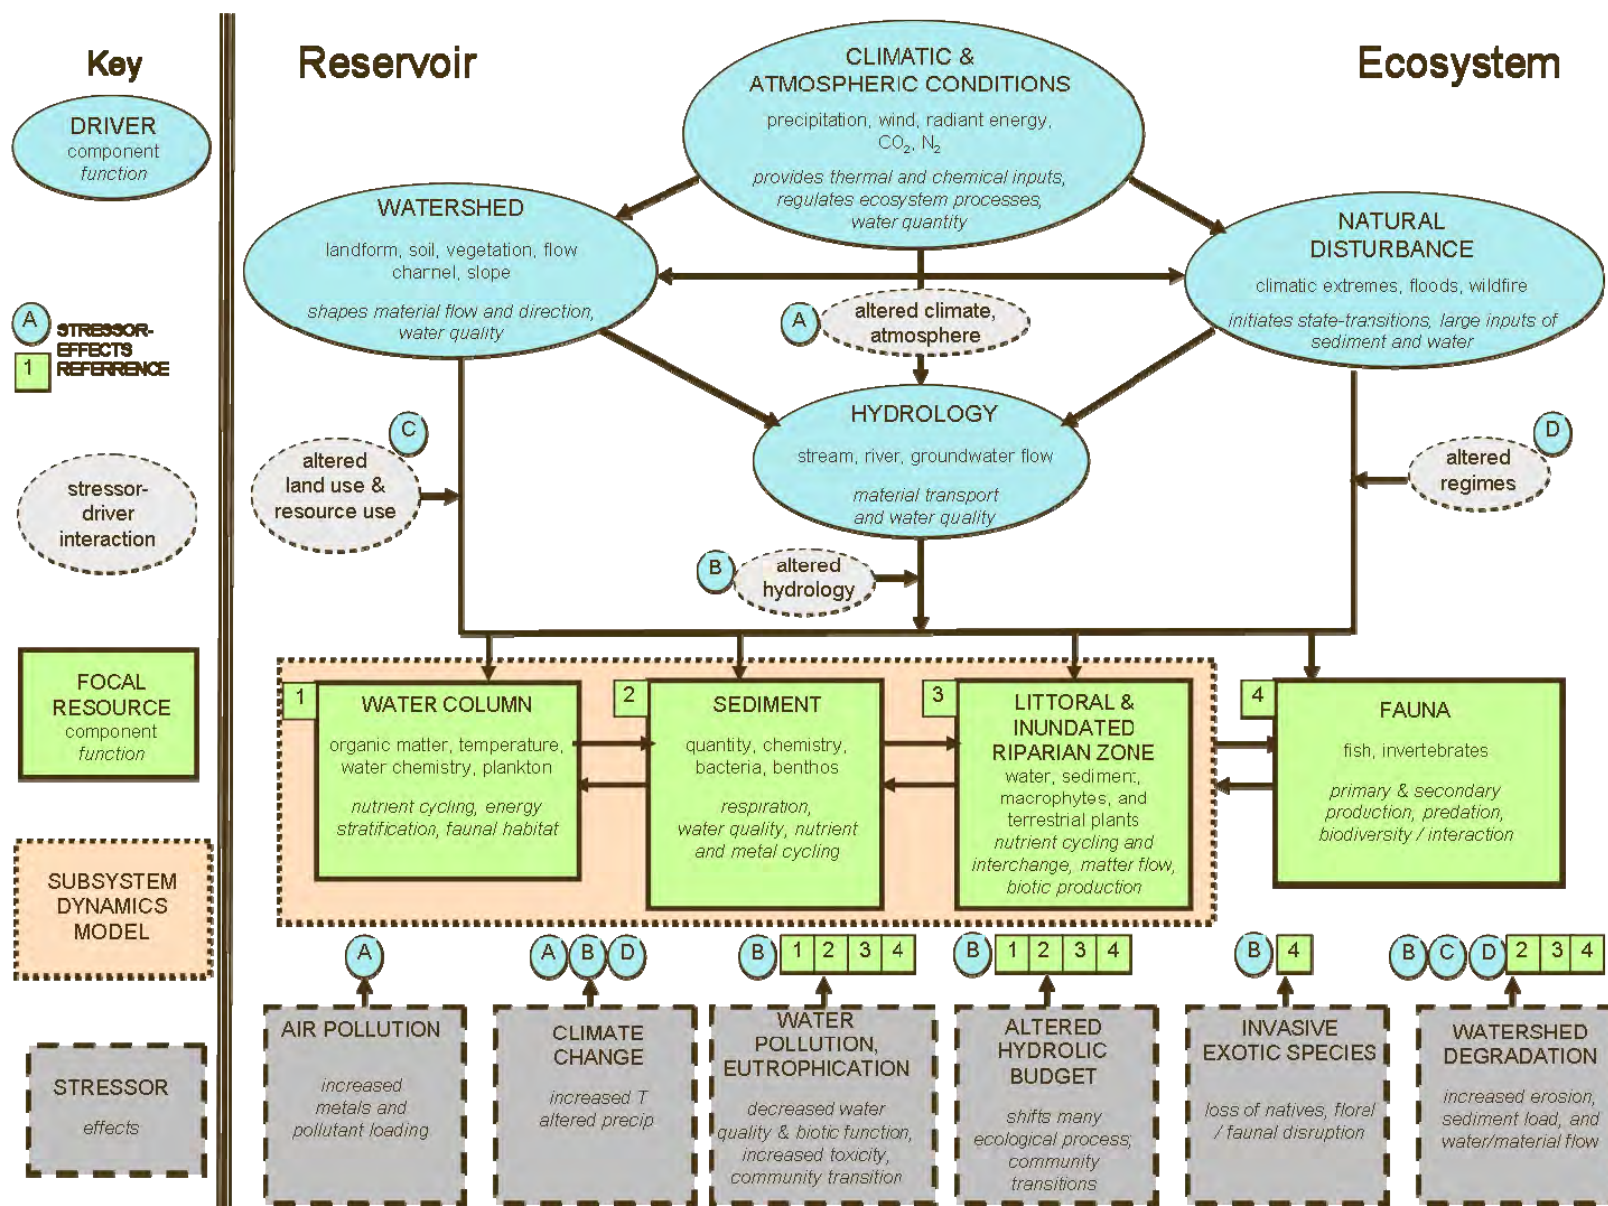 Key
DRIVER
component
function
A
STRESSOR-
EFFECTS
1
REFERRENCE
stressor-
driver
interaction
FOCAL
RESOURCE
component
function
SUBSYSTEM
DYNAMICS
MODEL
STRESSOR
effects
Reservoir
Ecosystem
CLIMATIC &
ATMOSPHERIC CONDITIONS
precipitation, wind, radiant energy,
CO₂, N₂
provides thermal and chemical inputs,
regulates ecosystem processes,
water quantity
WATERSHED
landform, soil, vegetation, flow
channel, slope
shapes material flow and direction,
water quality
NATURAL
DISTURBANCE
climatic extremes, floods, wildfire
initiates state-transitions, large inputs of
sediment and water
A
altered climate,
atmosphere
HYDROLOGY
stream, river, groundwater flow
material transport
and water quality
C
altered
land use &
resource use
D
altered
regimes
B
altered
hydrology
1
WATER COLUMN
organic matter, temperature,
water chemistry, plankton
nutrient cycling, energy
stratification, faunal habitat
2
SEDIMENT
quantity, chemistry,
bacteria, benthos
respiration,
water quality, nutrient
and metal cycling
3
LITTORAL &
INUNDATED
RIPARIAN ZONE
water, sediment,
macrophytes, and
terrestrial plants
nutrient cycling and
interchange, matter flow,
biotic production
4
FAUNA
fish, invertebrates
primary & secondary
production, predation,
biodiversity / interaction
A
AIR POLLUTION
increased
metals and
pollutant loading
A B D
CLIMATE
CHANGE
increased T
altered precip
B 1 2 3 4
WATER
POLLUTION,
EUTROPHICATION
decreased water
quality & biotic function,
increased toxicity,
community transition
B 1 2 3 4
ALTERED
HYDROLIC
BUDGET
shifts many
ecological process;
community
transitions
B 4
INVASIVE
EXOTIC SPECIES
loss of natives, floral
/ faunal disruption
B C D 2 3 4
WATERSHED
DEGRADATION
increased erosion,
sediment load, and
water/material flow